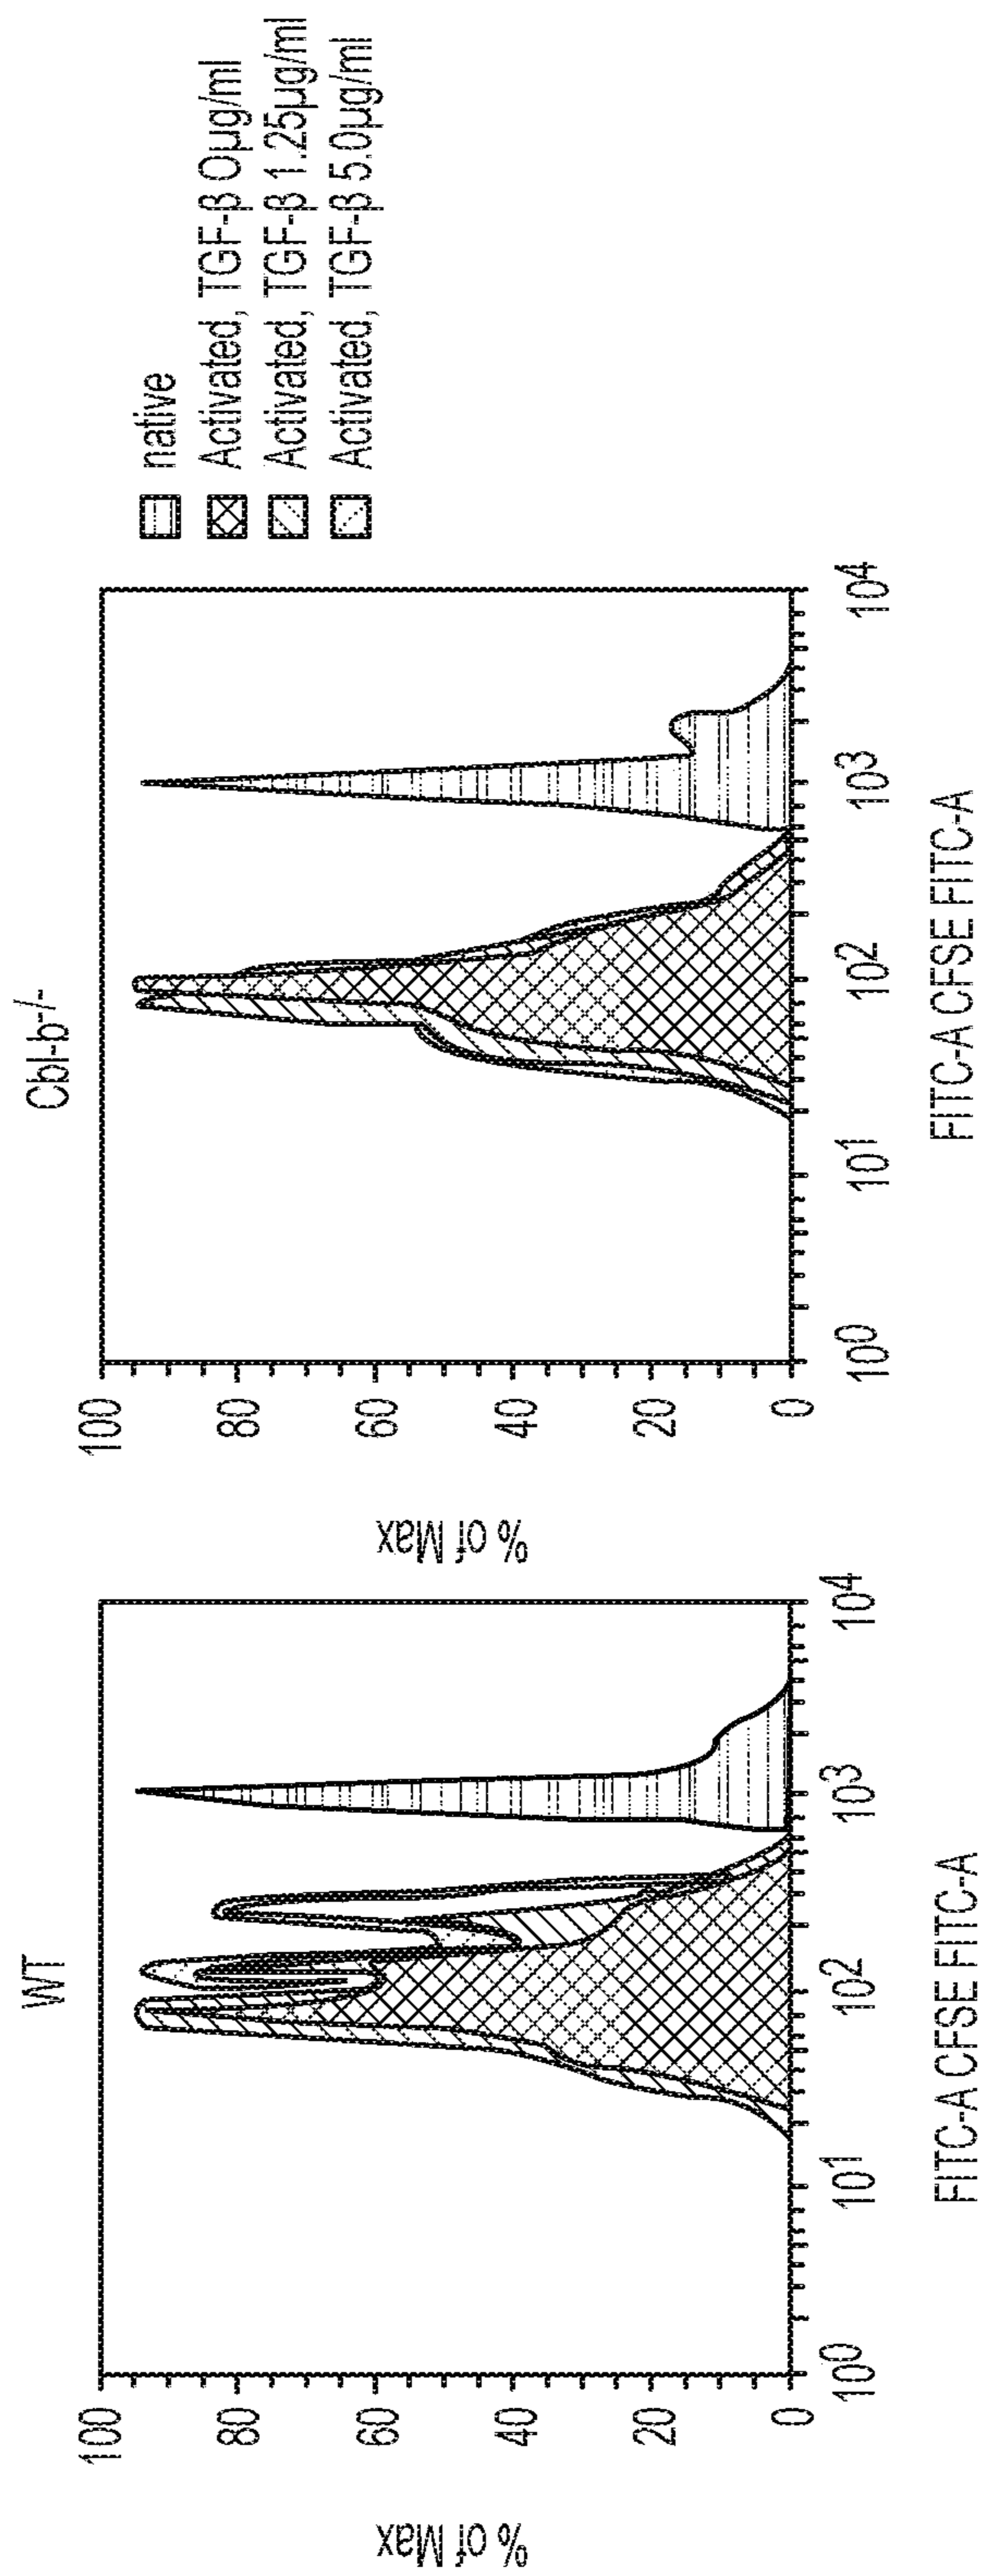 WT
% of Max
100
80
60
40
20
0
10⁰ 10¹ 10² 10³ 10⁴
FITC-A CFSE FITC-A
Cbl-b-/-
% of Max
100
80
60
40
20
0
10⁰ 10¹ 10² 10³ 10⁴
FITC-A CFSE FITC-A
native
Activated, TGF-β 0µg/ml
Activated, TGF-β 1.25µg/ml
Activated, TGF-β 5.0µg/ml